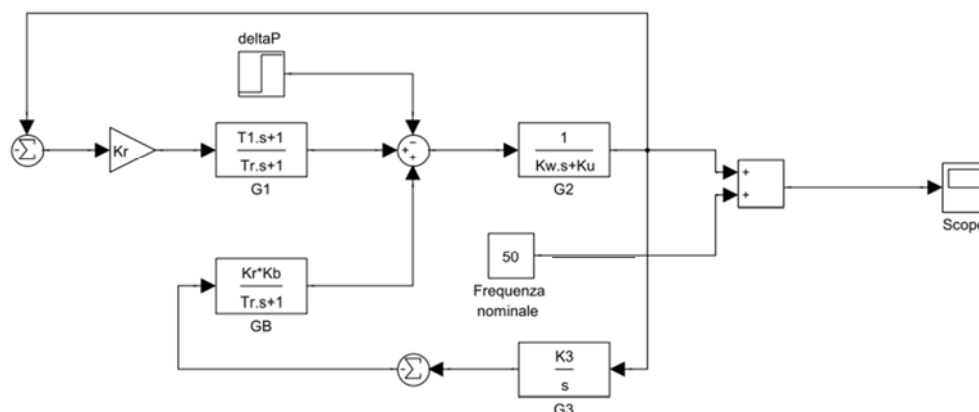 deltaP
Kr
T1.s+1
Tr.s+1
G1
1
Kw.s+Ku
G2
50
Frequenza
nominale
Scope
Kr*Kb
Tr.s+1
GB
K3
s
G3